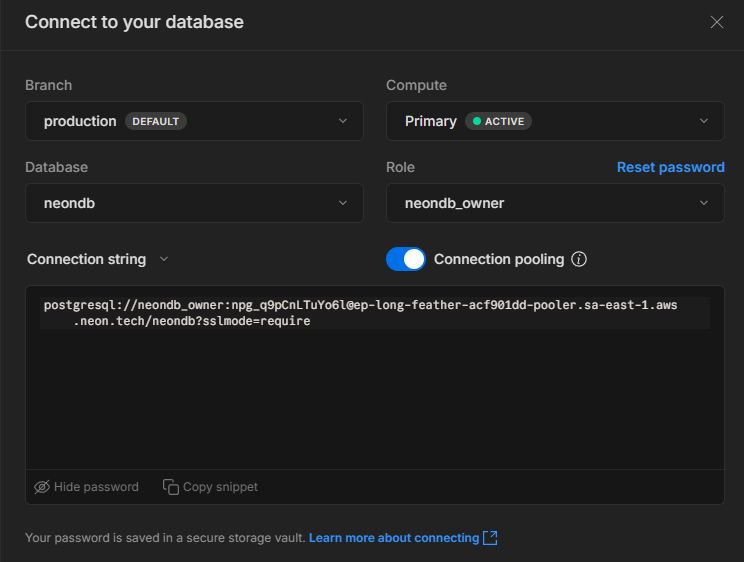 Connect to your database
Branch
Compute
production DEFAULT
Primary ACTIVE
Database
Role
Reset password
neondb
neondb_owner
Connection string
Connection pooling
postgresql://neondb_owner:npg_q9pCnLTuYo6l@ep-long-feather-acf901dd-pooler.sa-east-1.aws
.neon.tech/neondb?sslmode=require
Hide password
Copy snippet
Your password is saved in a secure storage vault. Learn more about connecting